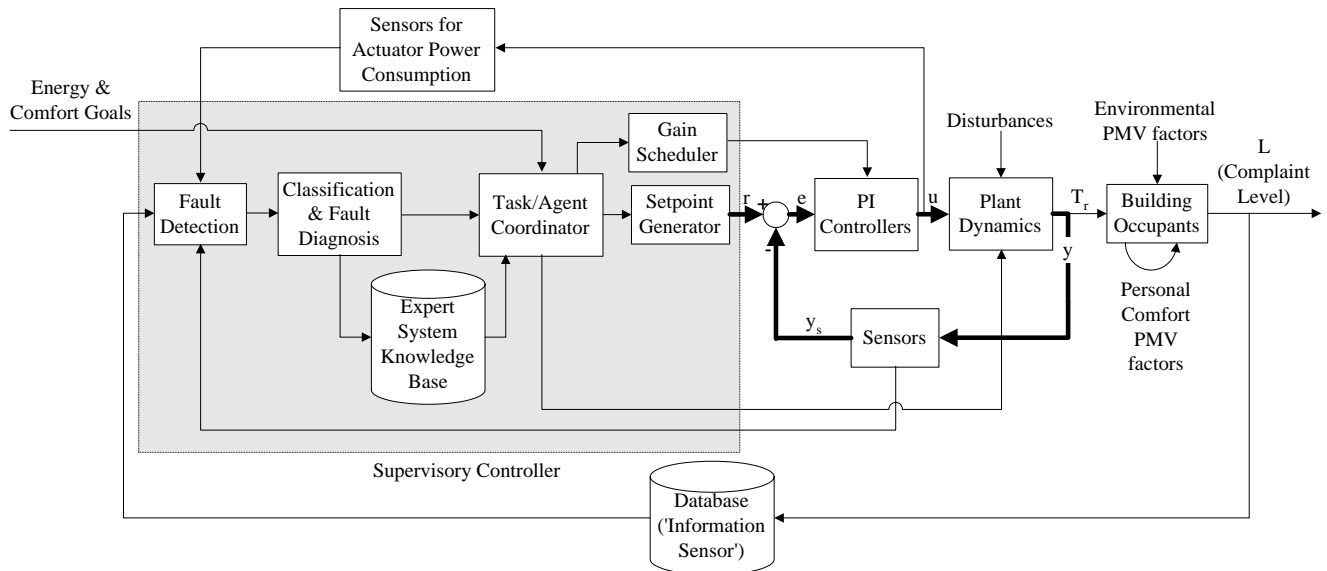 Sensors for
Actuator Power
Consumption
Energy &
Comfort Goals
Gain
Scheduler
Disturbances
Environmental
PMV factors
L
(Complaint
Level)
Fault
Detection
Classification
& Fault
Diagnosis
Task/Agent
Coordinator
Setpoint
Generator
r
+
-
e
PI
Controllers
u
Plant
Dynamics
Tr
y
Building
Occupants
Personal
Comfort
PMV
factors
Expert
System
Knowledge
Base
ys
Sensors
Supervisory Controller
Database
('Information
Sensor')